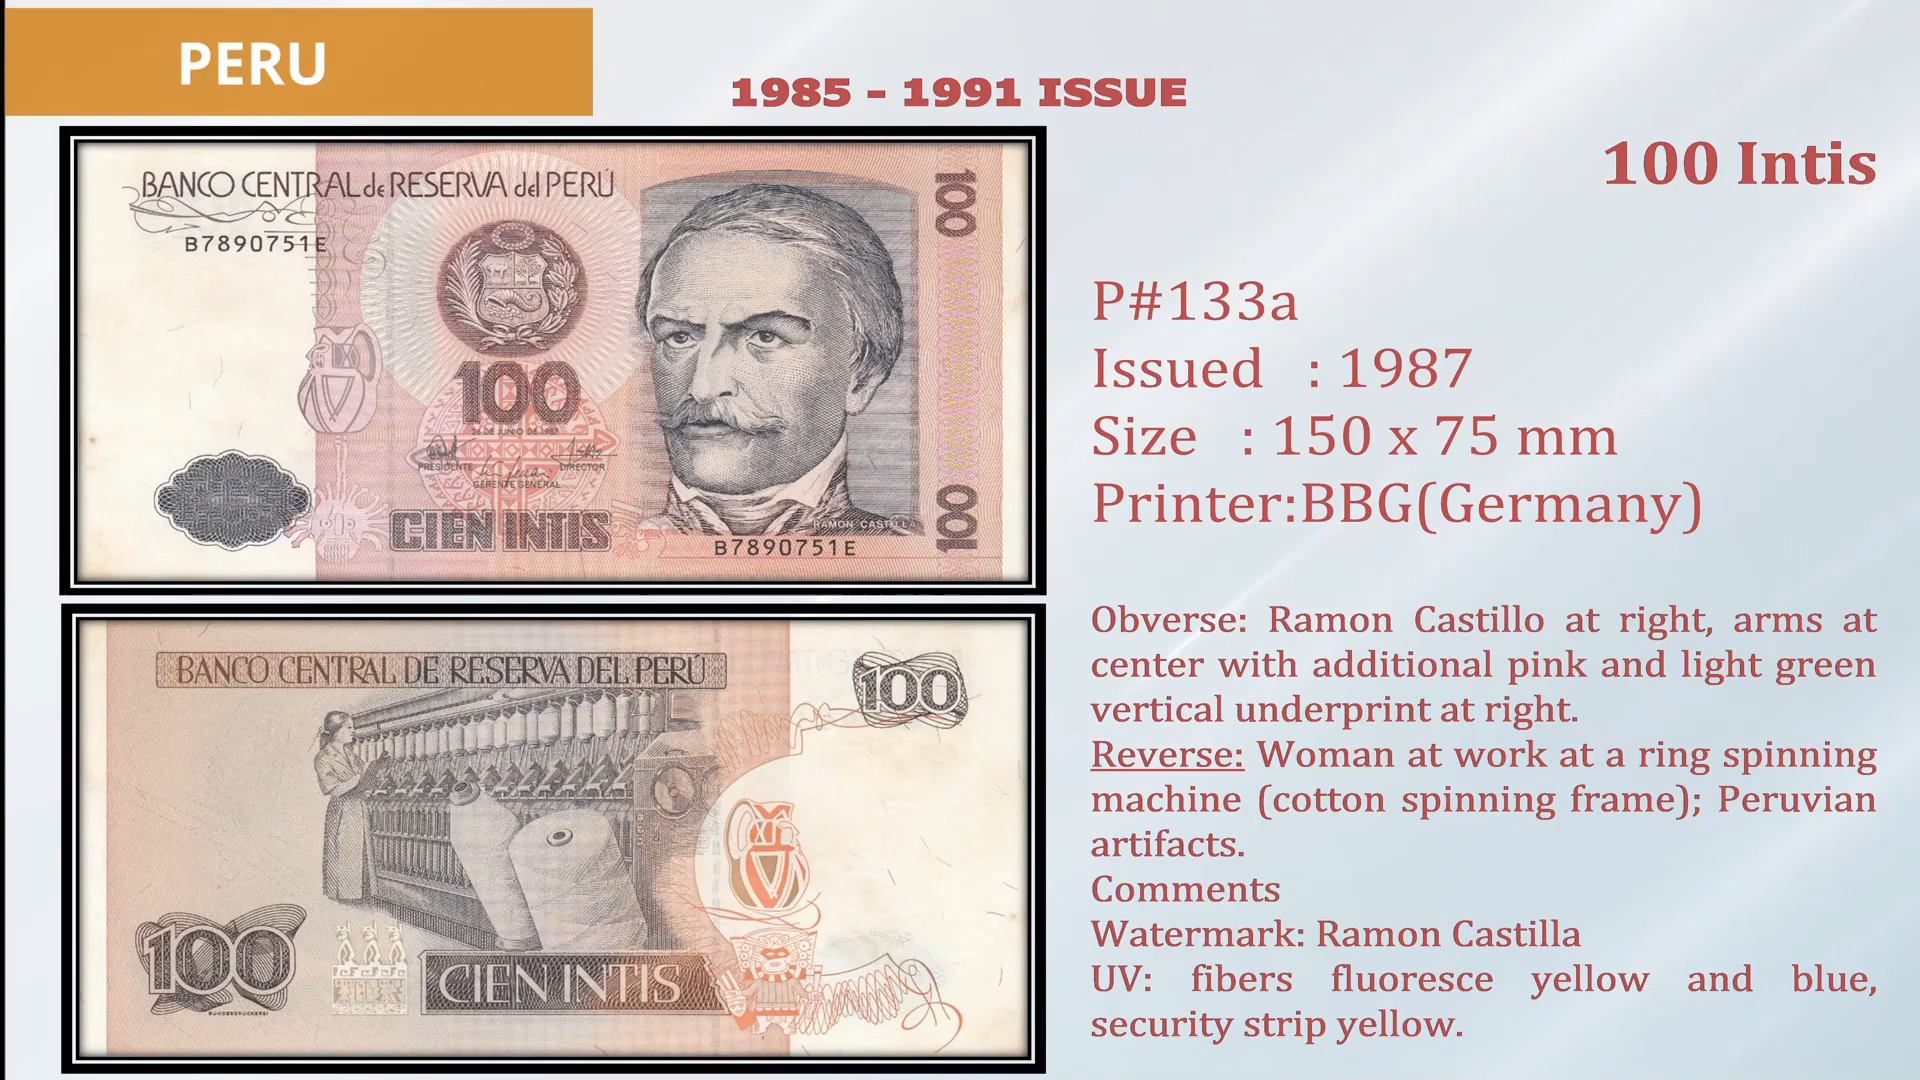 PERU
1985 - 1991 ISSUE
100 Intis
BANCO CENTRAL de RESERVA del PERÚ
B7890751E
100
100
26 DE JUNIO DE 1987
PRESIDENTE
DIRECTOR
GERENTE GENERAL
CIEN INTIS
RAMON CASTILLA
B7890751E
100
P#133a
Issued : 1987
Size : 150 x 75 mm
Printer:BBG(Germany)
BANCO CENTRAL DE RESERVA DEL PERÚ
100
100
CIEN INTIS
BUNDESDRUCKEREI
Obverse: Ramon Castillo at right, arms at
center with additional pink and light green
vertical underprint at right.
Reverse: Woman at work at a ring spinning
machine (cotton spinning frame); Peruvian
artifacts.
Comments
Watermark: Ramon Castilla
UV: fibers fluoresce yellow and blue,
security strip yellow.